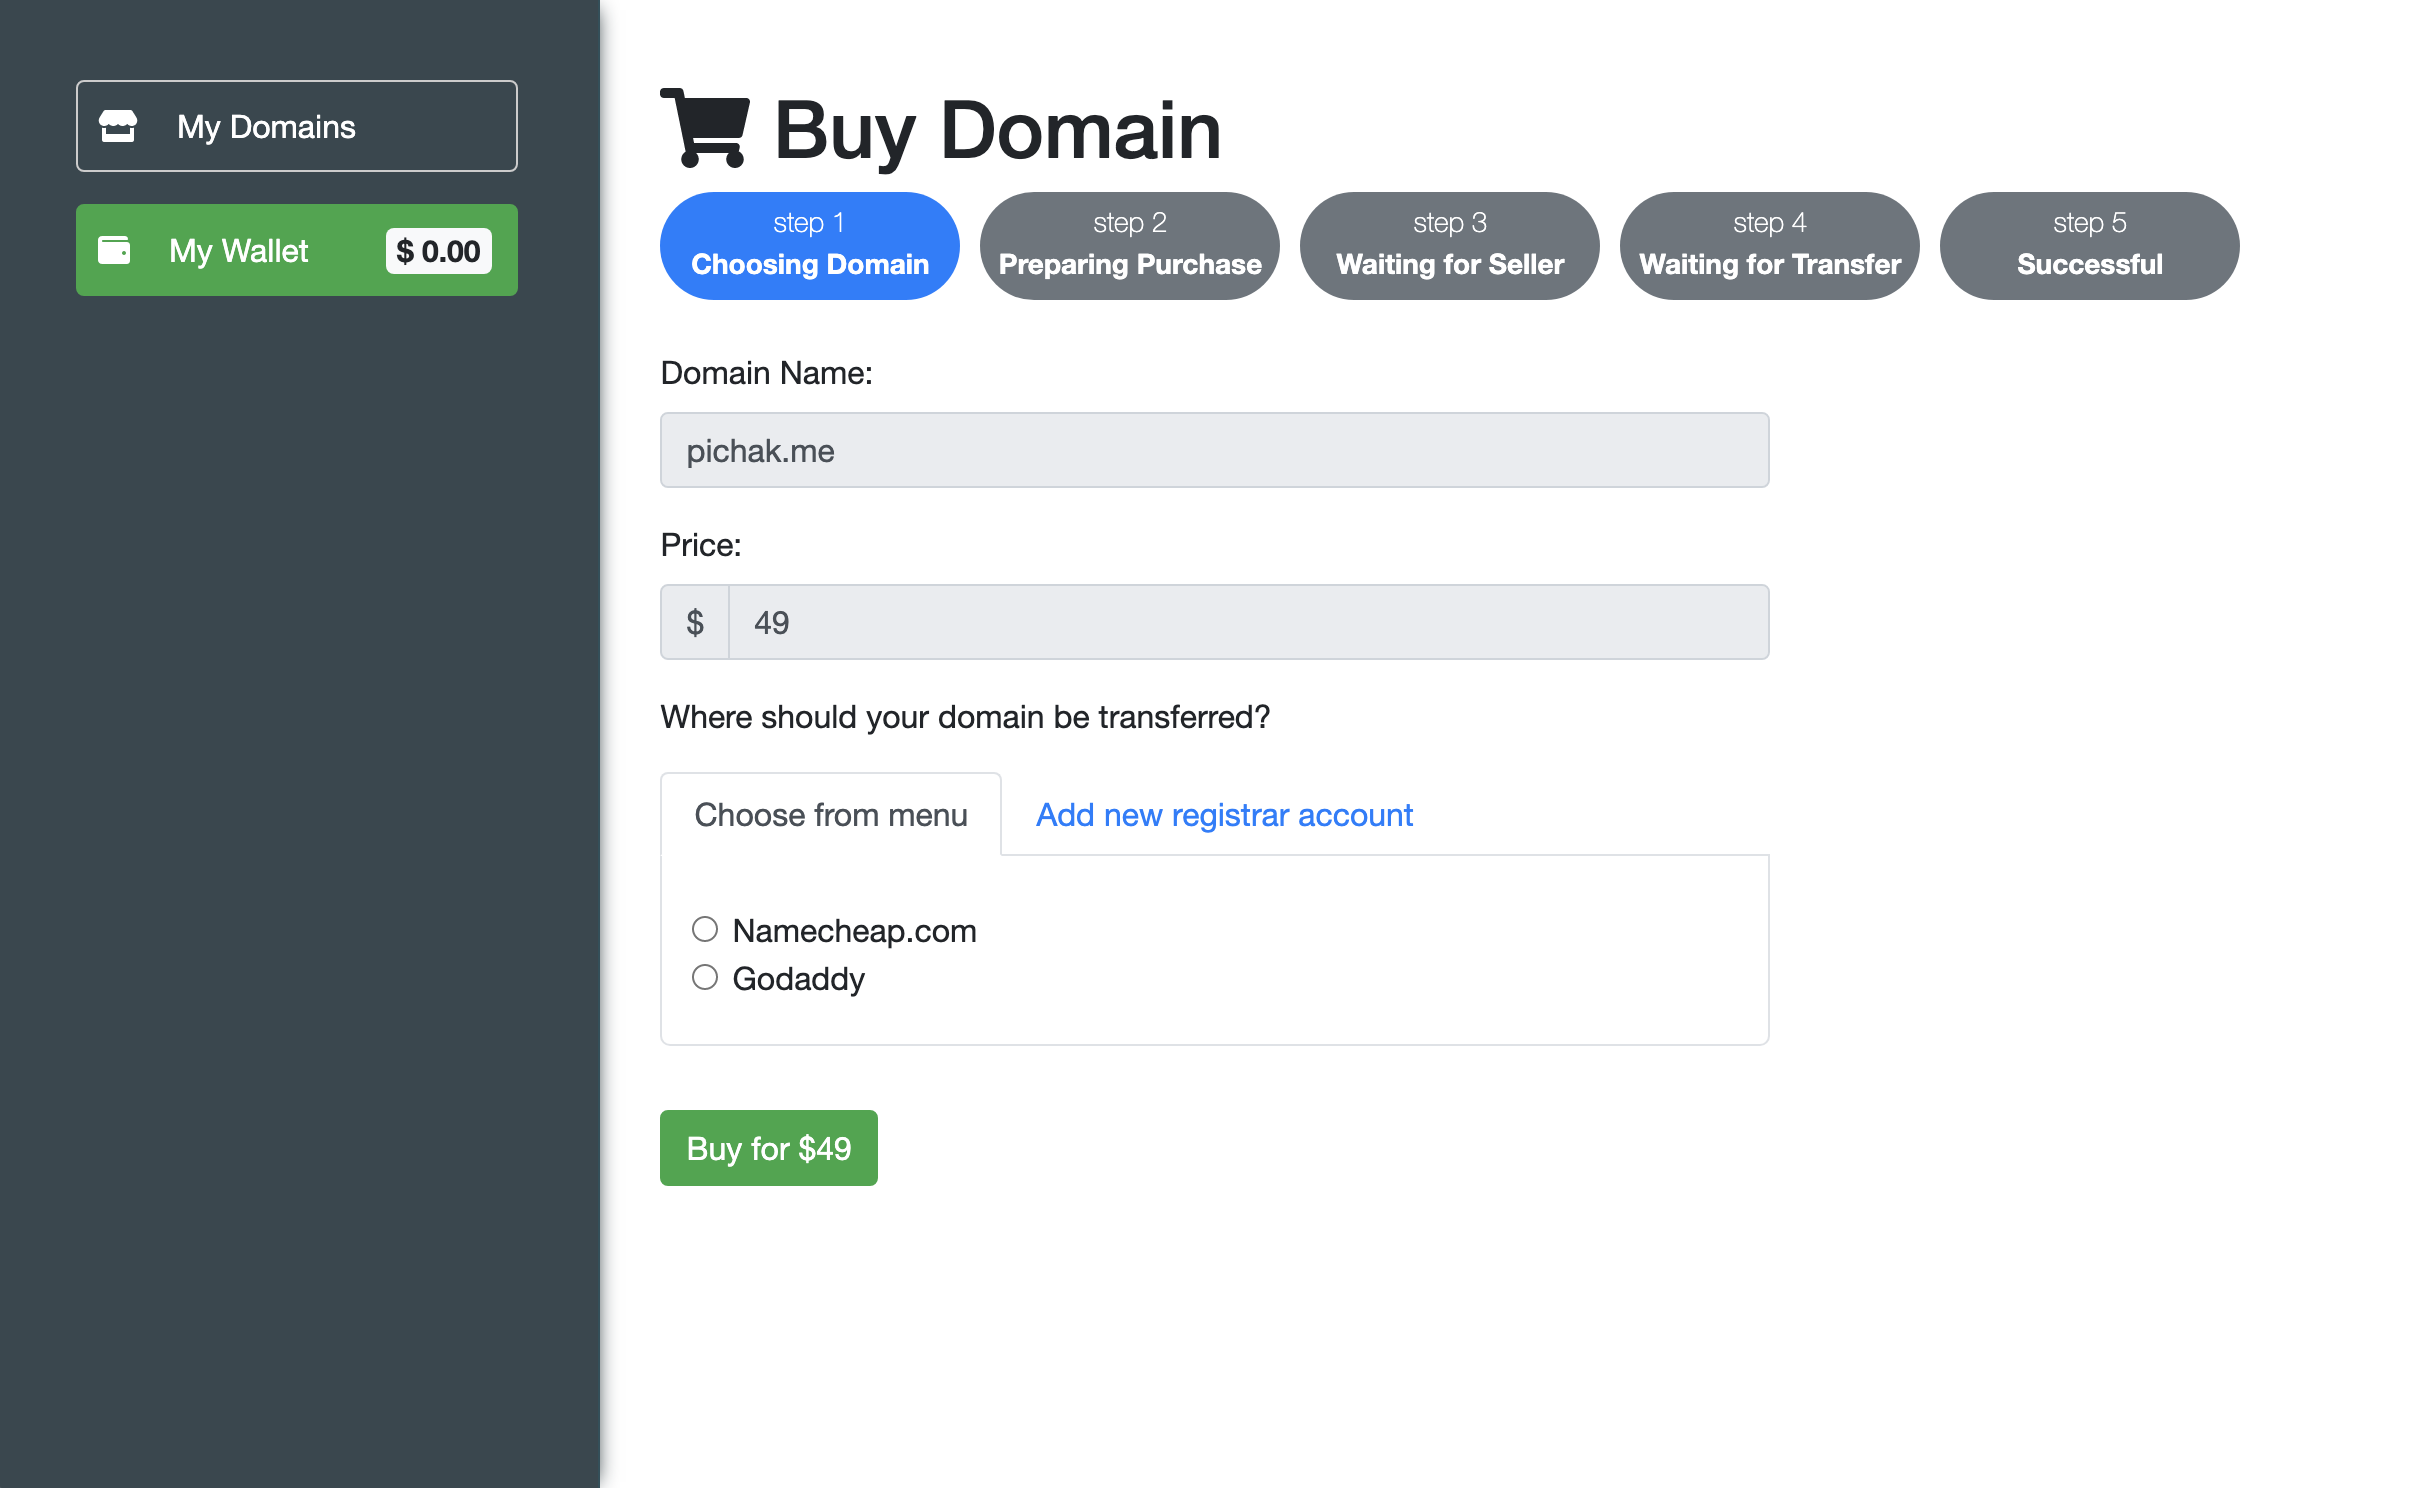 My Domains
My Wallet $ 0.00
Buy Domain
step 1
Choosing Domain
step 2
Preparing Purchase
step 3
Waiting for Seller
step 4
Waiting for Transfer
step 5
Successful
Domain Name:
pichak.me
Price:
$ 49
Where should your domain be transferred?
Choose from menu
Add new registrar account
Namecheap.com
Godaddy
Buy for $49